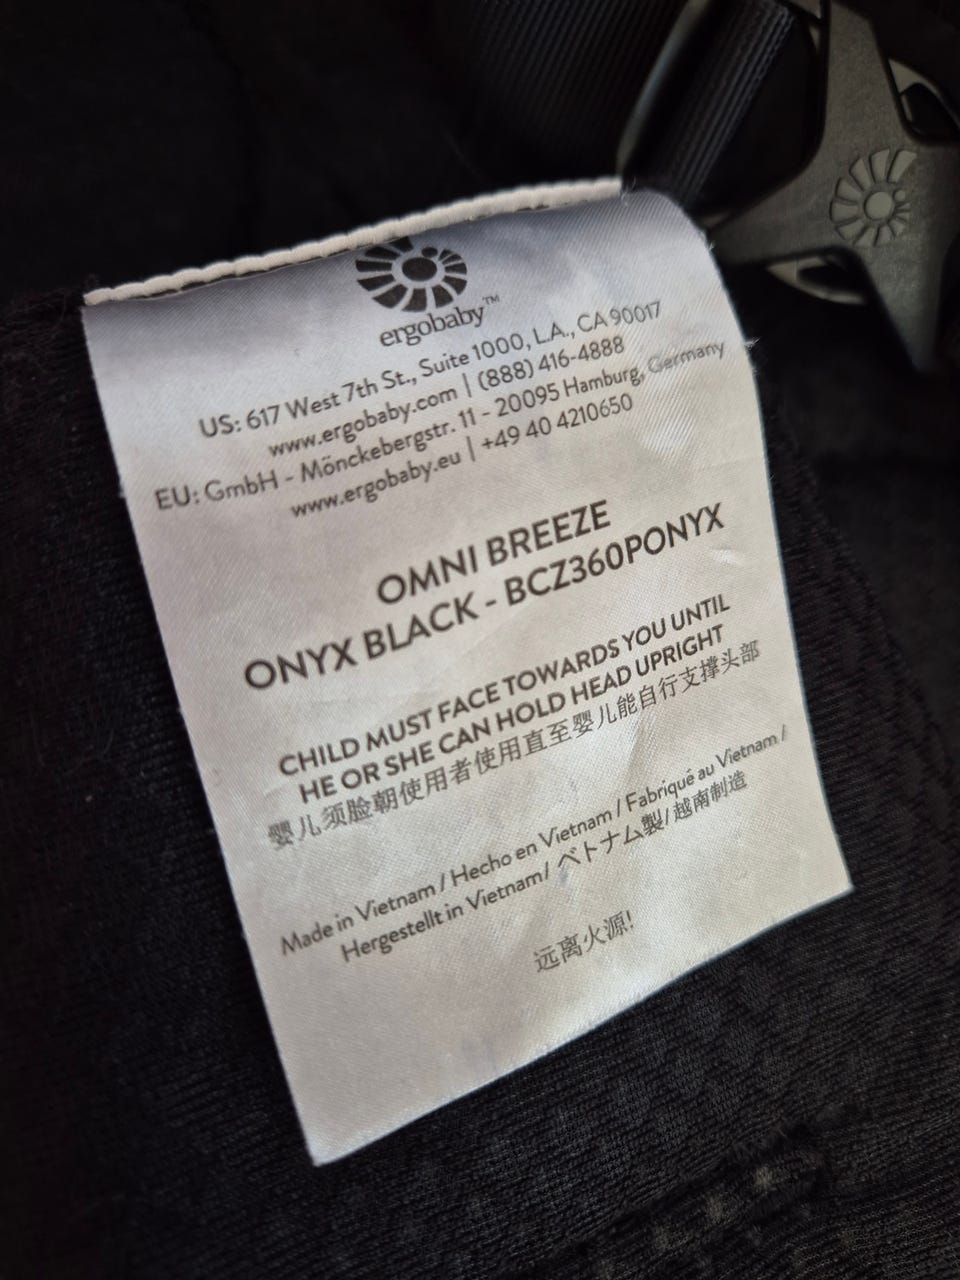 ergobaby™
US: 617 West 7th St., Suite 1000, L.A., CA 90017
www.ergobaby.com | (888) 416-4888
EU: GmbH - Mönckebergstr. 11 - 20095 Hamburg, Germany
www.ergobaby.eu | +49 40 4210650
OMNI BREEZE
ONYX BLACK - BCZ360PONYX
CHILD MUST FACE TOWARDS YOU UNTIL
HE OR SHE CAN HOLD HEAD UPRIGHT
婴儿须脸朝使用者使用直至婴儿能自行支撑头部
Made in Vietnam / Hecho en Vietnam / Fabriqué au Vietnam /
Hergestellt in Vietnam/ ベトナム製/ 越南制造
远离火源!